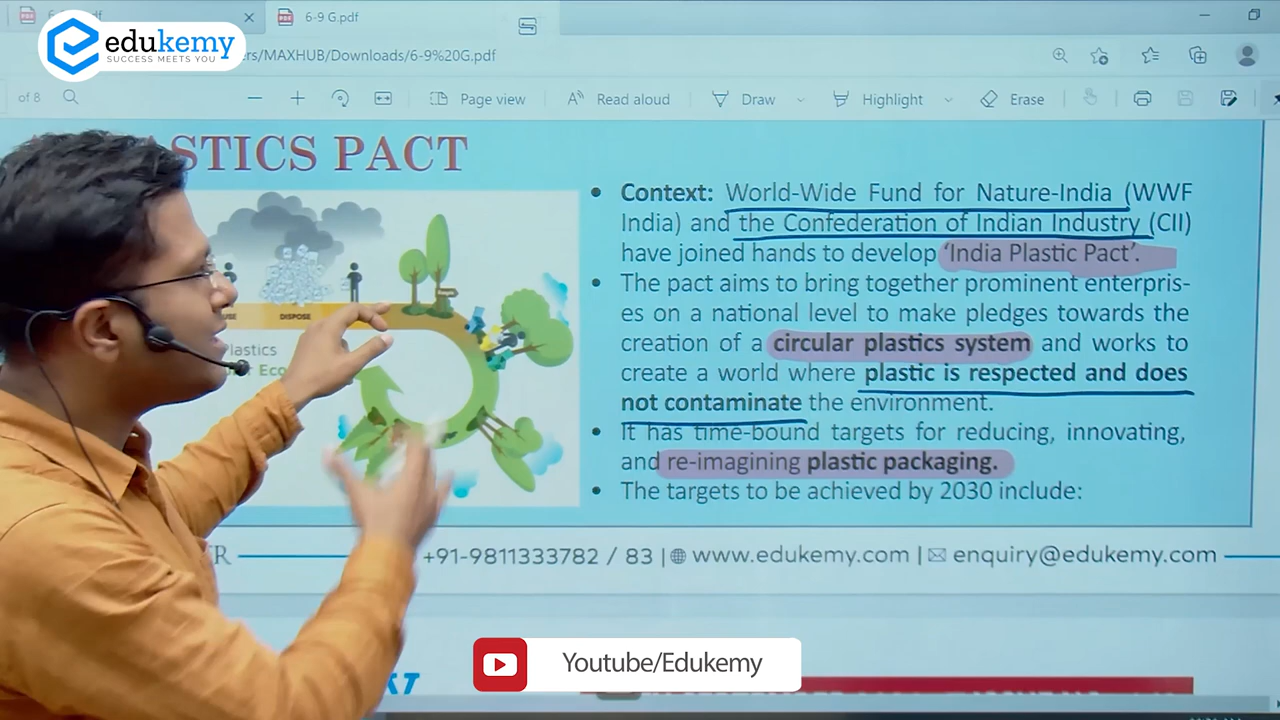 6-9 G.pdf
edukemy
SUCCESS MEETS YOU
ers/MAXHUB/Downloads/6-9%20G.pdf
of 8
Page view
Read aloud
Draw
Highlight
Erase
STICS PACT
• Context: World-Wide Fund for Nature-India (WWF
India) and the Confederation of Indian Industry (CII)
have joined hands to develop ‘India Plastic Pact’.
• The pact aims to bring together prominent enterpris-
es on a national level to make pledges towards the
creation of a circular plastics system and works to
create a world where plastic is respected and does
not contaminate the environment.
• It has time-bound targets for reducing, innovating,
and re-imagining plastic packaging.
• The targets to be achieved by 2030 include:
USE
DISPOSE
Plastics
+91-9811333782 / 83 | www.edukemy.com | enquiry@edukemy.com
Youtube/Edukemy